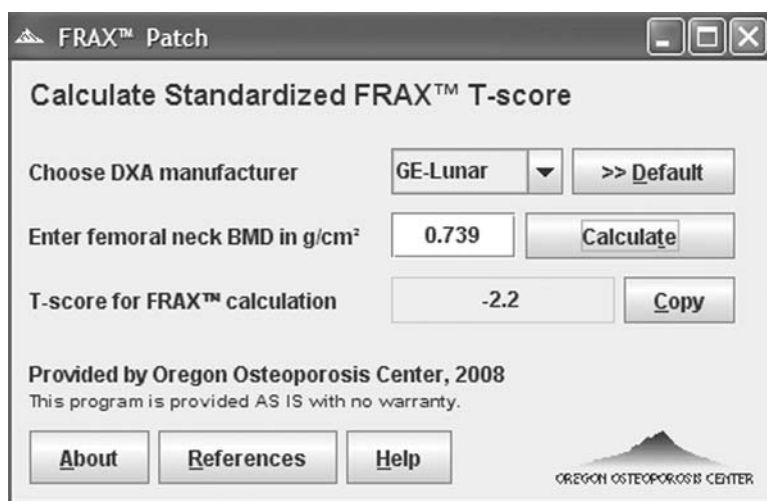 FRAX™ Patch
Calculate Standardized FRAX™ T-score
Choose DXA manufacturer GE-Lunar >> Default
Enter femoral neck BMD in g/cm² 0.739 Calculate
T-score for FRAX™ calculation -2.2 Copy
Provided by Oregon Osteoporosis Center, 2008
This program is provided AS IS with no warranty.
About References Help
OREGON OSTEOPOROSIS CENTER